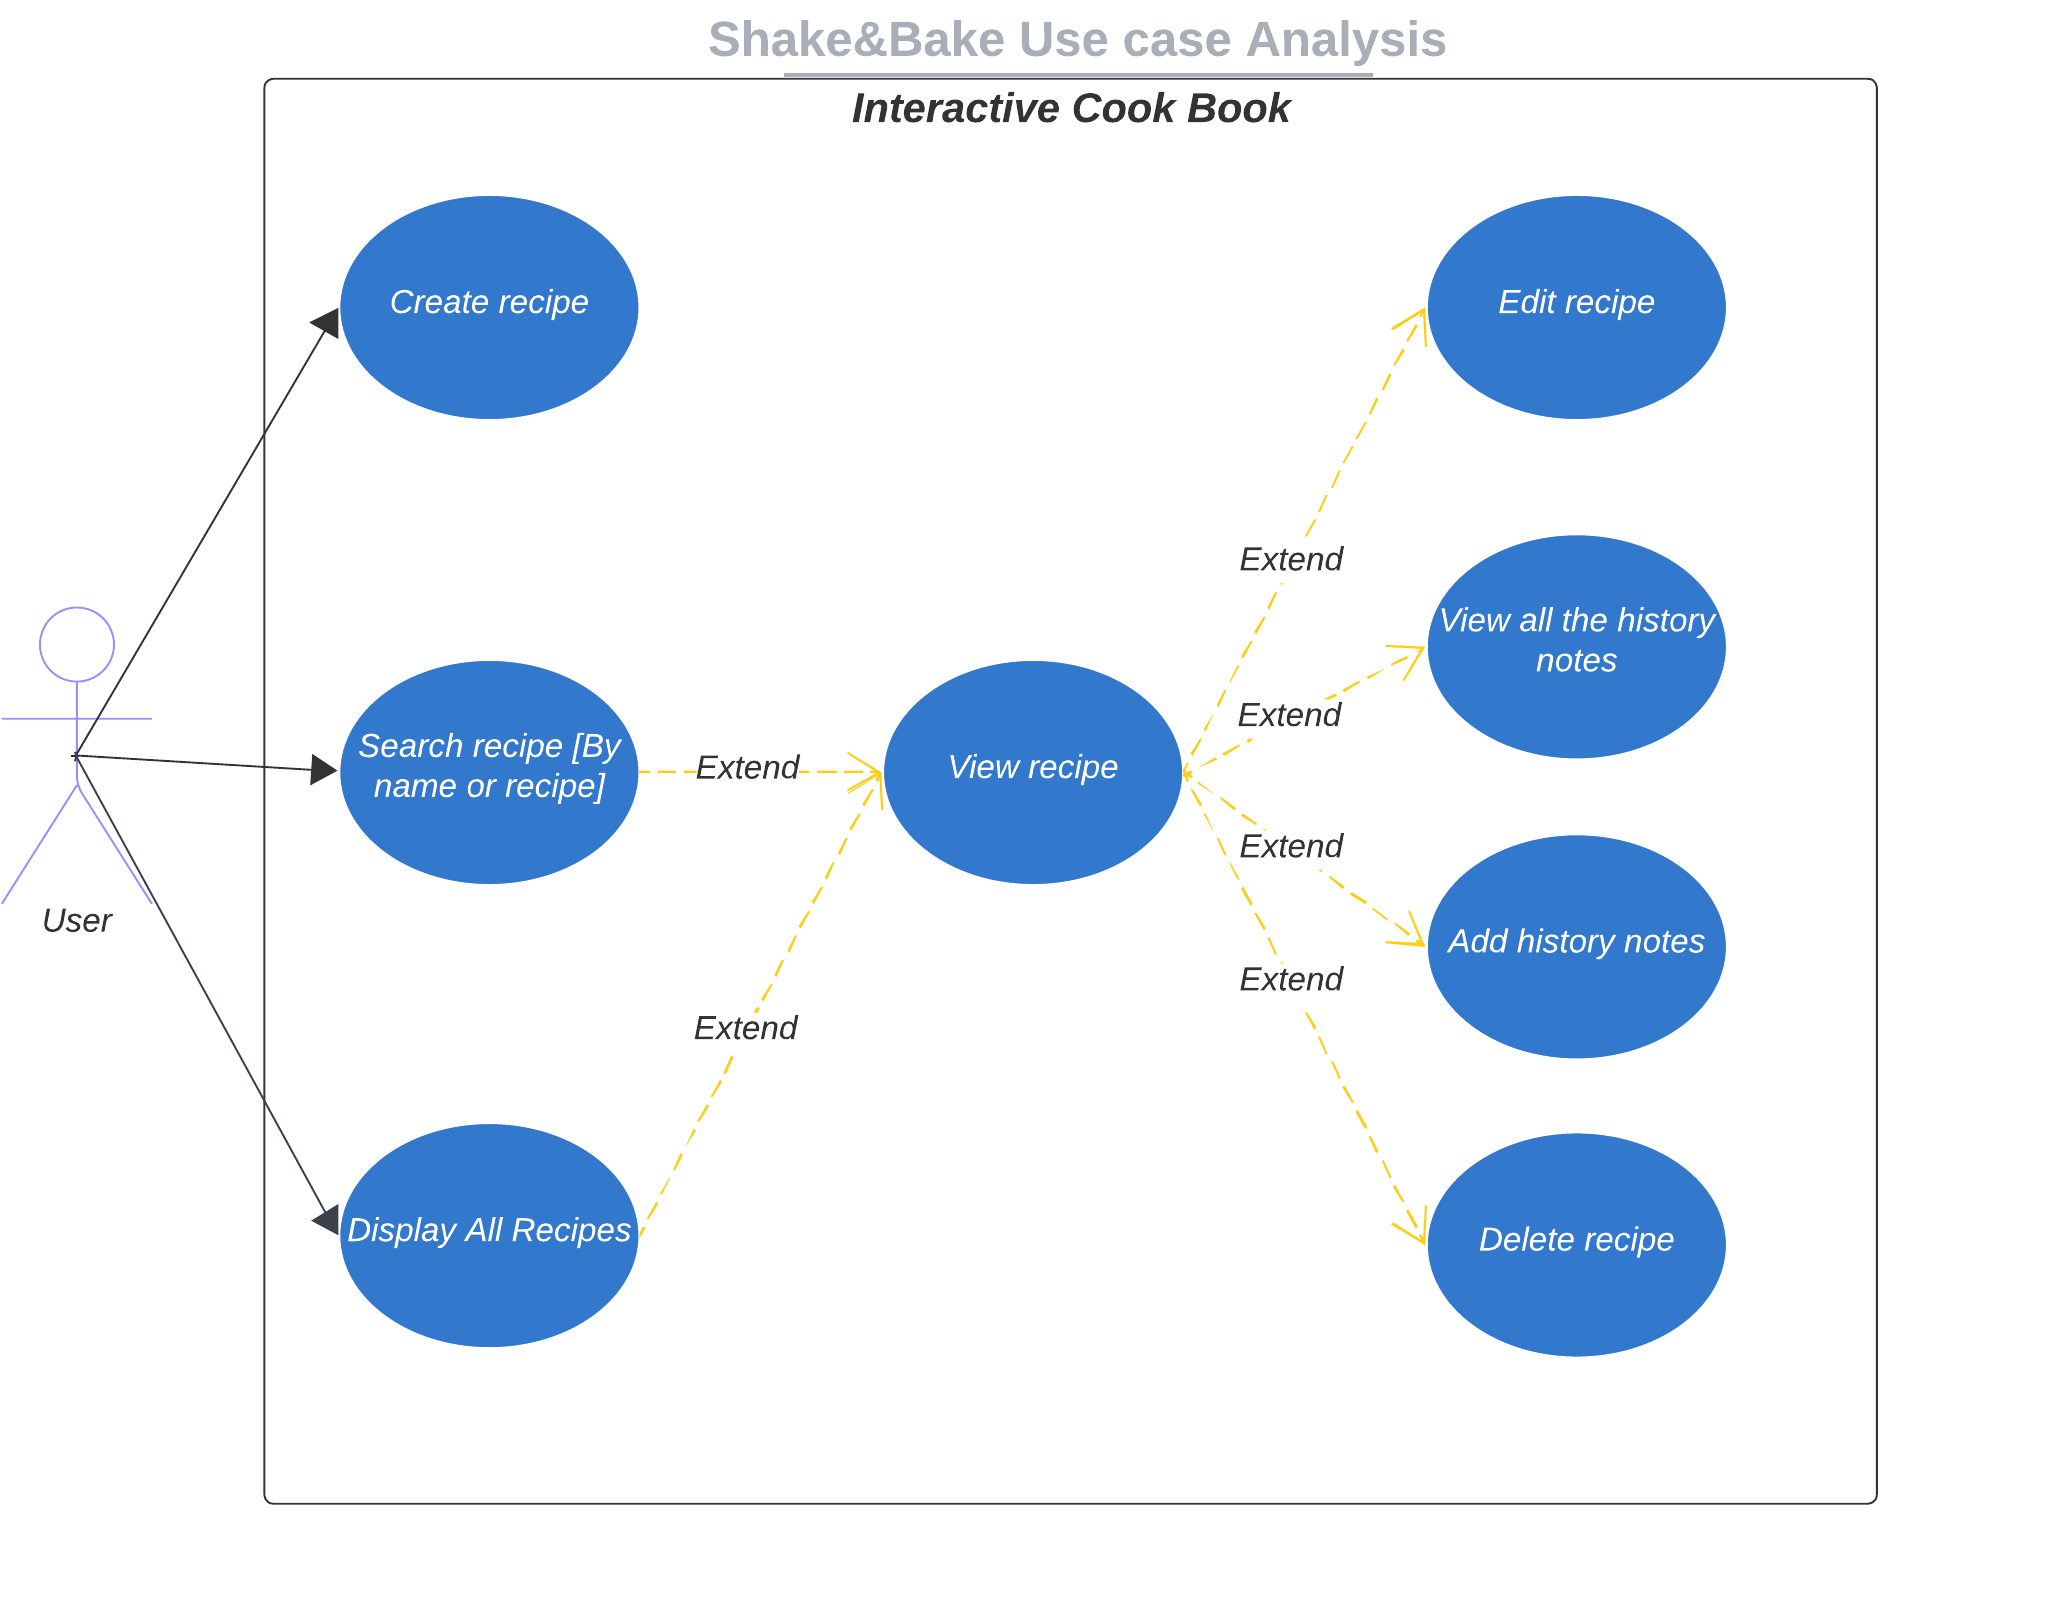 Shake&Bake Use case Analysis
Interactive Cook Book
Create recipe
Edit recipe
Extend
View all the history
notes
Extend
Search recipe [By
name or recipe]
Extend
View recipe
Extend
User
Add history notes
Extend
Extend
Display All Recipes
Delete recipe